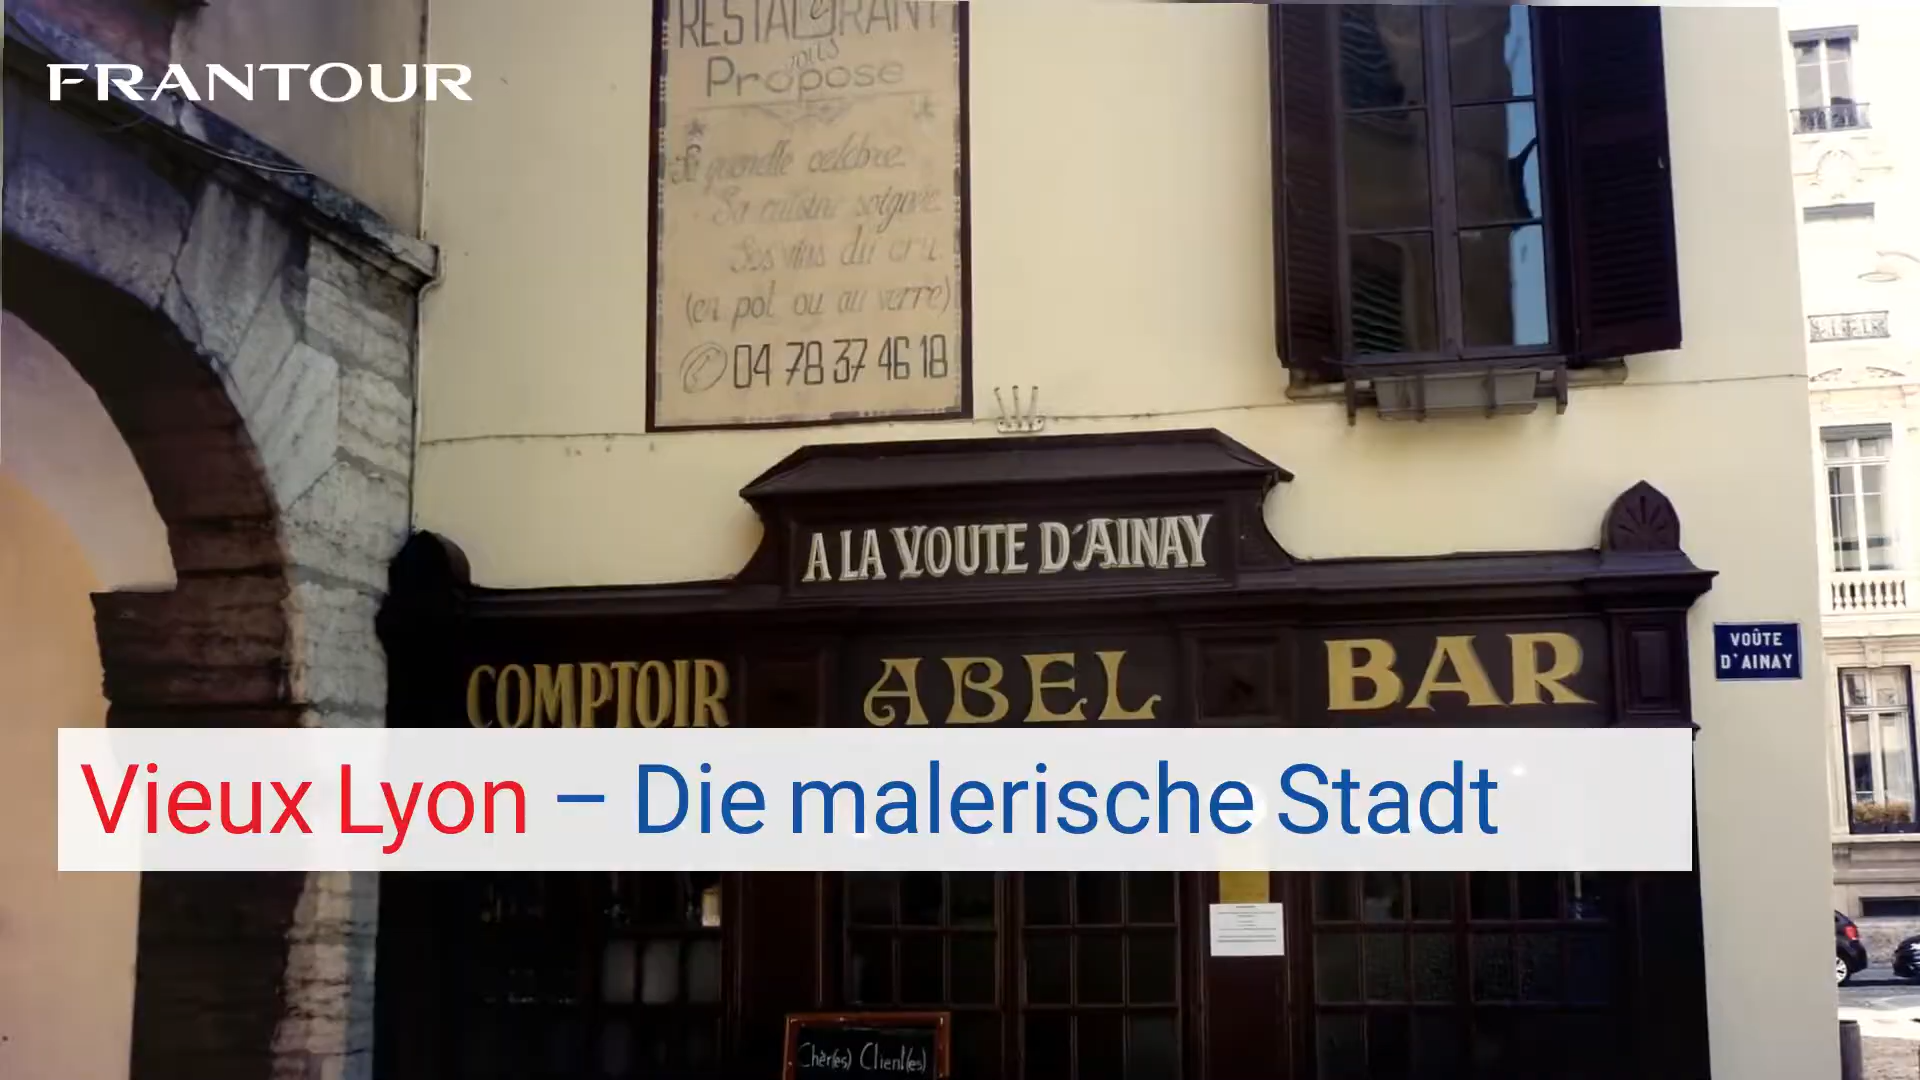 FRANTOUR
RESTAURANT
vous
Propose
Sa quenelle celebre
Sa cuisine soignée
Ses vins du cru.
(en pot ou au verre)
04 78 37 46 18
A LA VOUTE D'AINAY
COMPTOIR ABEL BAR
VOÛTE
D'AINAY
Vieux Lyon – Die malerische Stadt
Chèr(es) Client(es)